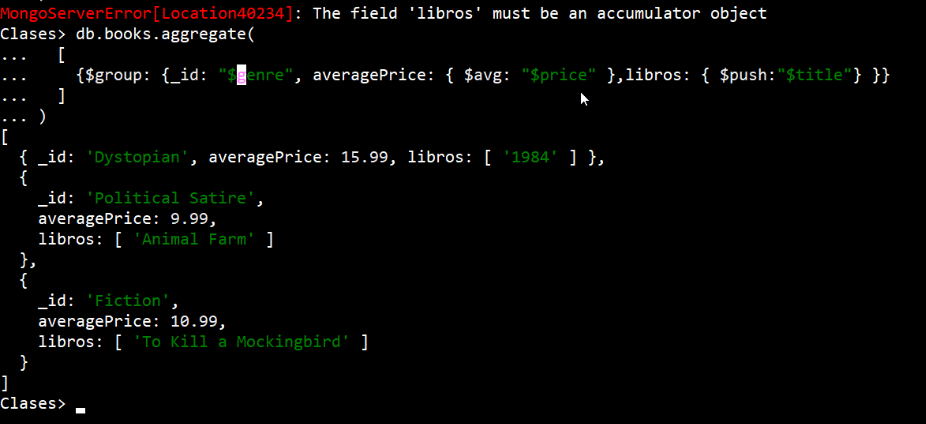 MongoServerError[Location40234]: The field 'libros' must be an accumulator object
Clases> db.books.aggregate(
...    [
...      {$group: {_id: "$genre", averagePrice: { $avg: "$price" },libros: { $push:"$title"} }}
...    ]
... )
[
  { _id: 'Dystopian', averagePrice: 15.99, libros: [ '1984' ] },
  {
    _id: 'Political Satire',
    averagePrice: 9.99,
    libros: [ 'Animal Farm' ]
  },
  {
    _id: 'Fiction',
    averagePrice: 10.99,
    libros: [ 'To Kill a Mockingbird' ]
  }
]
Clases>